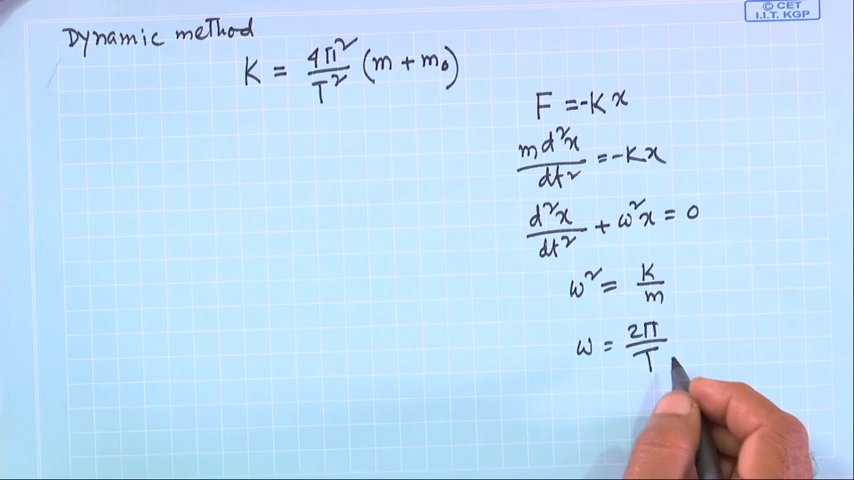 © CET
I.I.T. KGP
Dynamic method
K = 4π²/T² (m + m₀)
F = -Kx
md²x/dt² = -Kx
d²x/dt² + ω²x = 0
ω² = K/m
ω = 2π/T